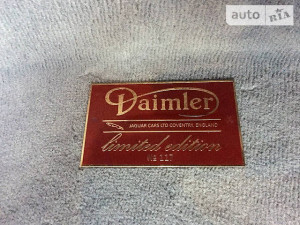 auto RIA
Daimler
JAGUAR CARS LTD COVENTRY, ENGLAND
limited edition